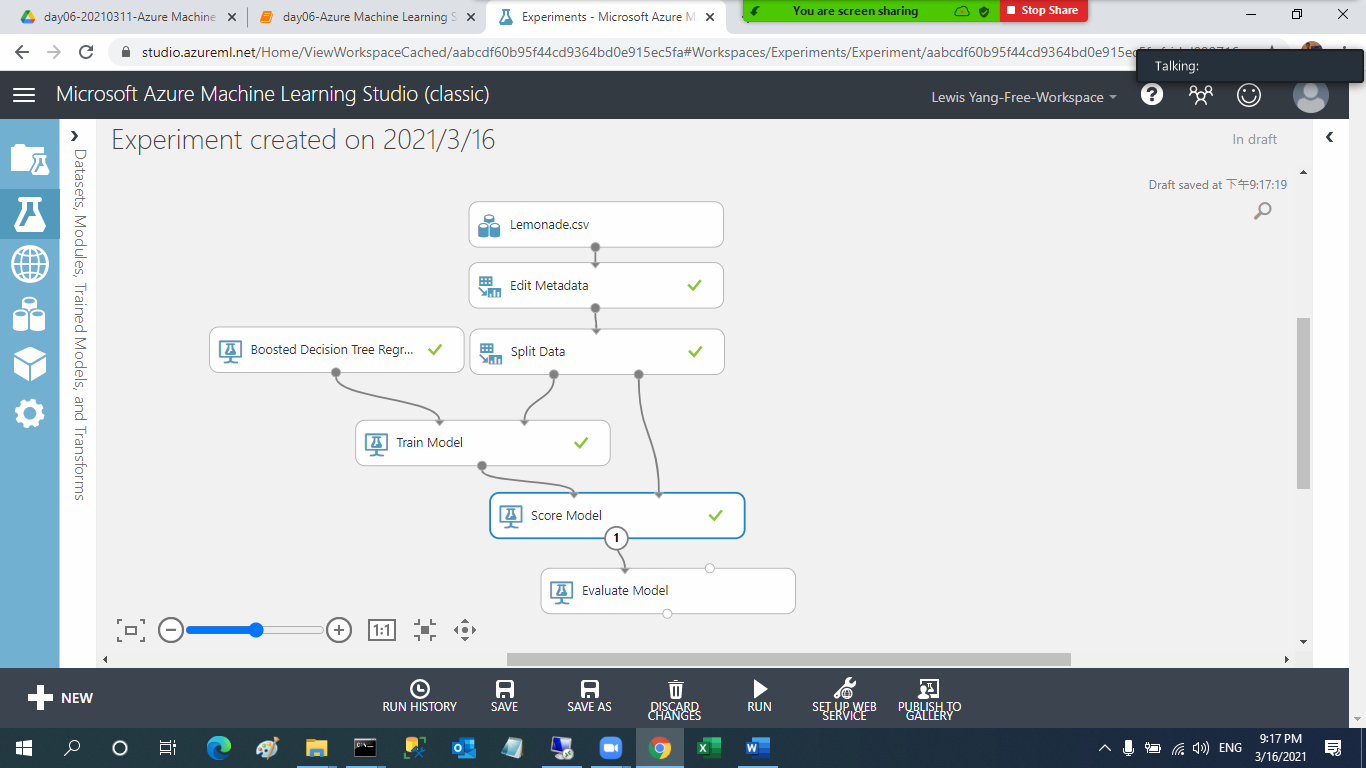 day06-20210311-Azure Machine
day06-Azure Machine Learning S
Experiments - Microsoft Azure M
You are screen sharing
Stop Share
studio.azureml.net/Home/ViewWorkspaceCached/aabcdf60b95f44cd9364bd0e915ec5fa#Workspaces/Experiments/Experiment/aabcdf60b95f44cd9364bd0e915
Talking:
Microsoft Azure Machine Learning Studio (classic)
Lewis Yang-Free-Workspace
?
Experiment created on 2021/3/16
In draft
Draft saved at 下午9:17:19
Datasets, Modules, Trained Models, and Transforms
Lemonade.csv
Edit Metadata
Boosted Decision Tree Regr...
Split Data
Train Model
Score Model
1
Evaluate Model
1:1
NEW
RUN HISTORY
SAVE
SAVE AS
DISCARD
CHANGES
RUN
SET UP WEB
SERVICE
PUBLISH TO
GALLERY
ENG
9:17 PM
3/16/2021